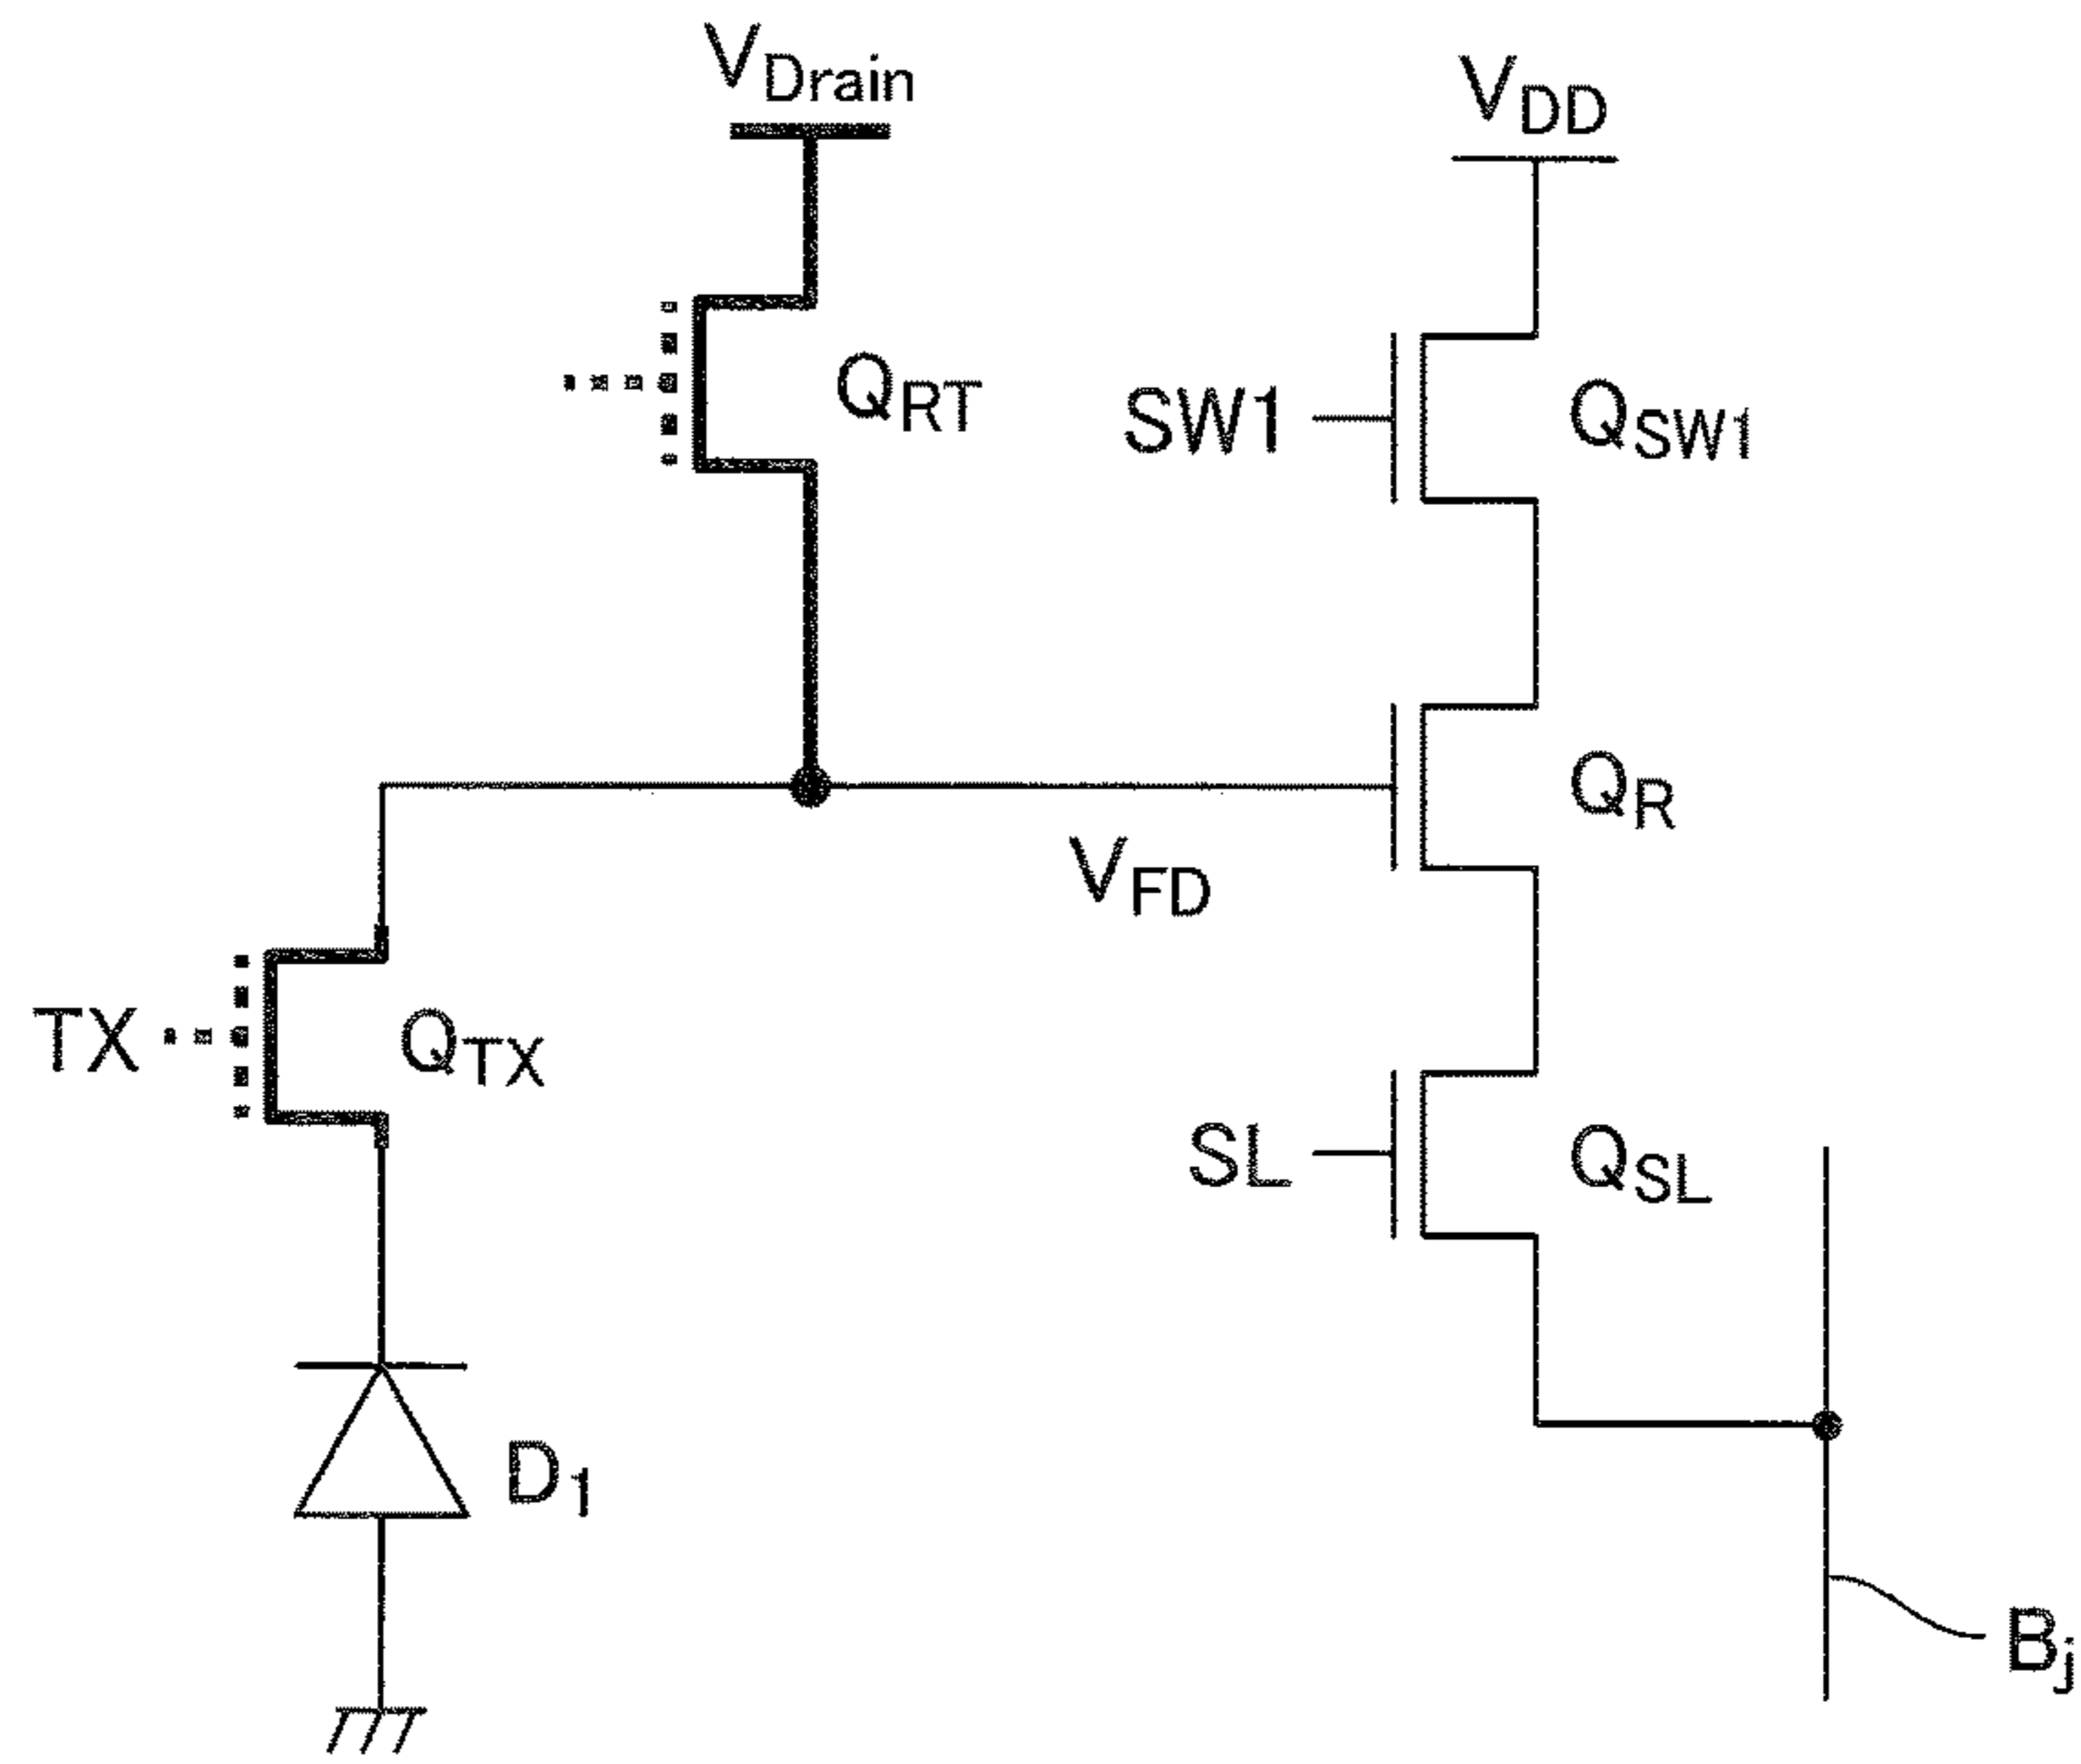 VDrain
VDD
QRT
SW1
QSW1
QR
VFD
TX
QTX
SL
QSL
D1
Bj